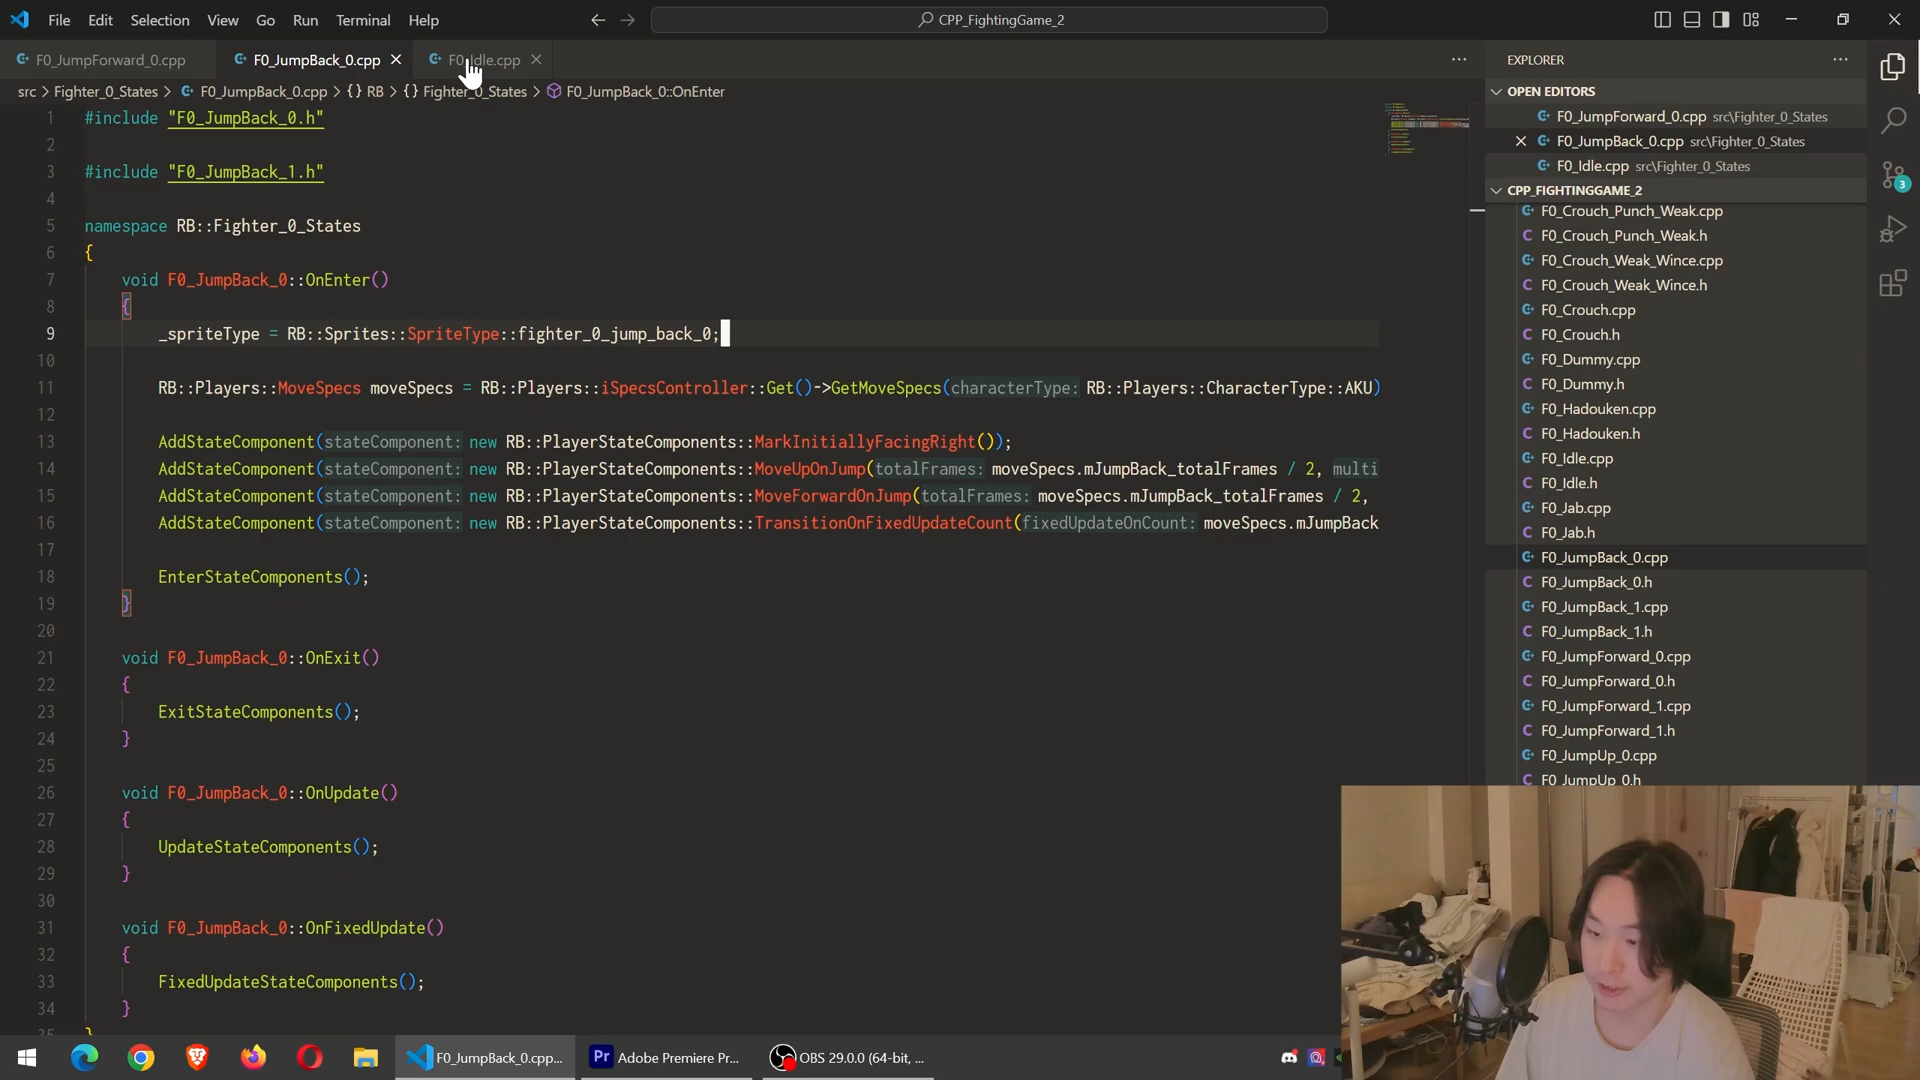 File Edit Selection View Go Run Terminal Help
CPP_FightingGame_2
F0_JumpForward_0.cpp
F0_JumpBack_0.cpp
F0_Idle.cpp
src > Fighter_0_States > F0_JumpBack_0.cpp > {} RB > {} Fighter_0_States > F0_JumpBack_0::OnEnter
1 #include "F0_JumpBack_0.h"
2
3 #include "F0_JumpBack_1.h"
4
5 namespace RB::Fighter_0_States
6 {
7 void F0_JumpBack_0::OnEnter()
8 {
9 _spriteType = RB::Sprites::SpriteType::fighter_0_jump_back_0;
10
11 RB::Players::MoveSpecs moveSpecs = RB::Players::iSpecsController::Get()->GetMoveSpecs(characterType: RB::Players::CharacterType::AKU)
12
13 AddStateComponent(stateComponent: new RB::PlayerStateComponents::MarkInitiallyFacingRight());
14 AddStateComponent(stateComponent: new RB::PlayerStateComponents::MoveUpOnJump(totalFrames: moveSpecs.mJumpBack_totalFrames / 2, multi
15 AddStateComponent(stateComponent: new RB::PlayerStateComponents::MoveForwardOnJump(totalFrames: moveSpecs.mJumpBack_totalFrames / 2,
16 AddStateComponent(stateComponent: new RB::PlayerStateComponents::TransitionOnFixedUpdateCount(fixedUpdateOnCount: moveSpecs.mJumpBack
17
18 EnterStateComponents();
19 }
20
21 void F0_JumpBack_0::OnExit()
22 {
23 ExitStateComponents();
24 }
25
26 void F0_JumpBack_0::OnUpdate()
27 {
28 UpdateStateComponents();
29 }
30
31 void F0_JumpBack_0::OnFixedUpdate()
32 {
33 FixedUpdateStateComponents();
34 }
35 }
EXPLORER
OPEN EDITORS
F0_JumpForward_0.cpp src\Fighter_0_States
F0_JumpBack_0.cpp src\Fighter_0_States
F0_Idle.cpp src\Fighter_0_States
CPP_FIGHTINGGAME_2
F0_Crouch_Punch_Weak.cpp
F0_Crouch_Punch_Weak.h
F0_Crouch_Weak_Wince.cpp
F0_Crouch_Weak_Wince.h
F0_Crouch.cpp
F0_Crouch.h
F0_Dummy.cpp
F0_Dummy.h
F0_Hadouken.cpp
F0_Hadouken.h
F0_Idle.cpp
F0_Idle.h
F0_Jab.cpp
F0_Jab.h
F0_JumpBack_0.cpp
F0_JumpBack_0.h
F0_JumpBack_1.cpp
F0_JumpBack_1.h
F0_JumpForward_0.cpp
F0_JumpForward_0.h
F0_JumpForward_1.cpp
F0_JumpForward_1.h
F0_JumpUp_0.cpp
F0_JumpUp_0.h
3
F0_JumpBack_0.cpp...
Pr Adobe Premiere Pr...
OBS 29.0.0 (64-bit, ...